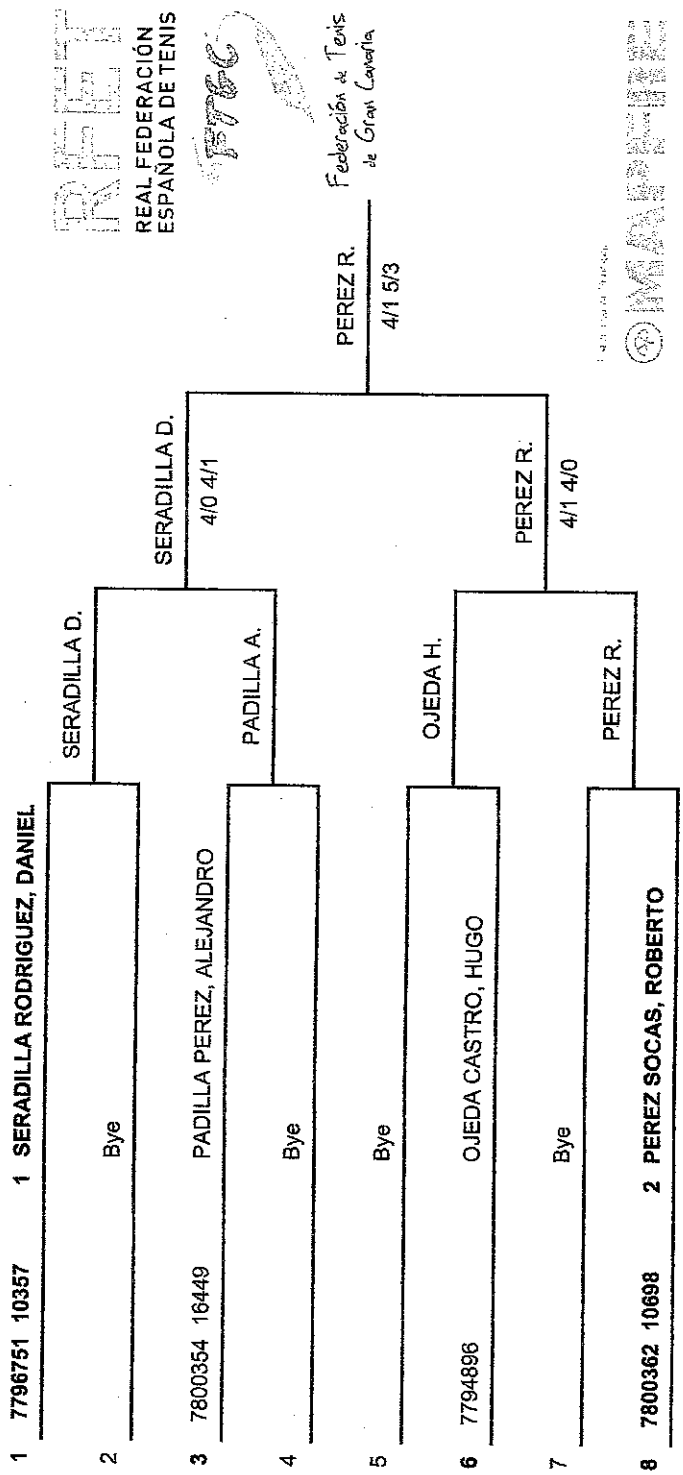 1 7796751 10357 1 SERADILLA RODRIGUEZ, DANIEL
SERADILLA D.
2 Bye
SERADILLA D.
4/0 4/1
3 7800354 16449 PADILLA PEREZ, ALEJANDRO
PADILLA A.
4 Bye
PEREZ R.
4/1 5/3
5 Bye
OJEDA H.
6 7794896 OJEDA CASTRO, HUGO
PEREZ R.
4/1 4/0
7 Bye
PEREZ R.
8 7800362 10698 2 PEREZ SOCAS, ROBERTO
RFET
REAL FEDERACIÓN
ESPAÑOLA DE TENIS
FTGC
Federación de Tenis
de Gran Canaria
MAPFRE